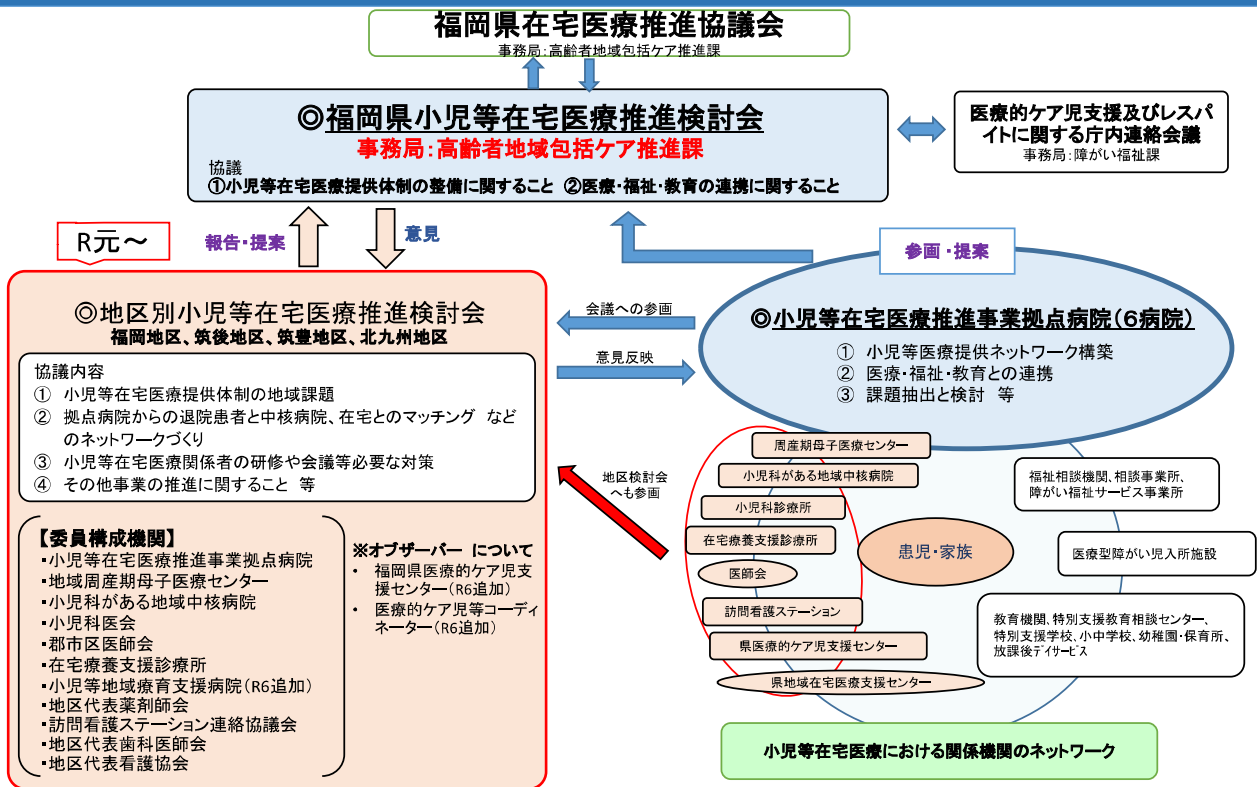 福岡県在宅医療推進協議会
事務局:高齢者地域包括ケア推進課
◎福岡県小児等在宅医療推進検討会
事務局:高齢者地域包括ケア推進課
協議
①小児等在宅医療提供体制の整備に関すること ②医療・福祉・教育の連携に関すること
医療的ケア児支援及びレスパ
イトに関する庁内連絡会議
事務局:障がい福祉課
R元～
報告・提案
意見
参画・提案
◎地区別小児等在宅医療推進検討会
福岡地区、筑後地区、筑豊地区、北九州地区
協議内容
① 小児等在宅医療提供体制の地域課題
② 拠点病院からの退院患者と中核病院、在宅とのマッチング など
のネットワークづくり
③ 小児等在宅医療関係者の研修や会議等必要な対策
④ その他事業の推進に関すること 等
【委員構成機関】
・小児等在宅医療推進事業拠点病院
・地域周産期母子医療センター
・小児科がある地域中核病院
・小児科医会
・郡市区医師会
・在宅療養支援診療所
・小児等地域療育支援病院(R6追加)
・地区代表薬剤師会
・訪問看護ステーション連絡協議会
・地区代表歯科医師会
・地区代表看護協会
※オブザーバー について
• 福岡県医療的ケア児支
援センター(R6追加)
• 医療的ケア児等コーディ
ネーター(R6追加)
会議への参画
意見反映
地区検討会
へも参画
◎小児等在宅医療推進事業拠点病院(6病院)
① 小児等医療提供ネットワーク構築
② 医療・福祉・教育との連携
③ 課題抽出と検討 等
周産期母子医療センター
小児科がある地域中核病院
小児科診療所
在宅療養支援診療所
医師会
訪問看護ステーション
県医療的ケア児支援センター
県地域在宅医療支援センター
患児・家族
福祉相談機関、相談事業所、
障がい福祉サービス事業所
医療型障がい児入所施設
教育機関、特別支援教育相談センター、
特別支援学校、小中学校、幼稚園・保育所、
放課後デイサービス
小児等在宅医療における関係機関のネットワーク